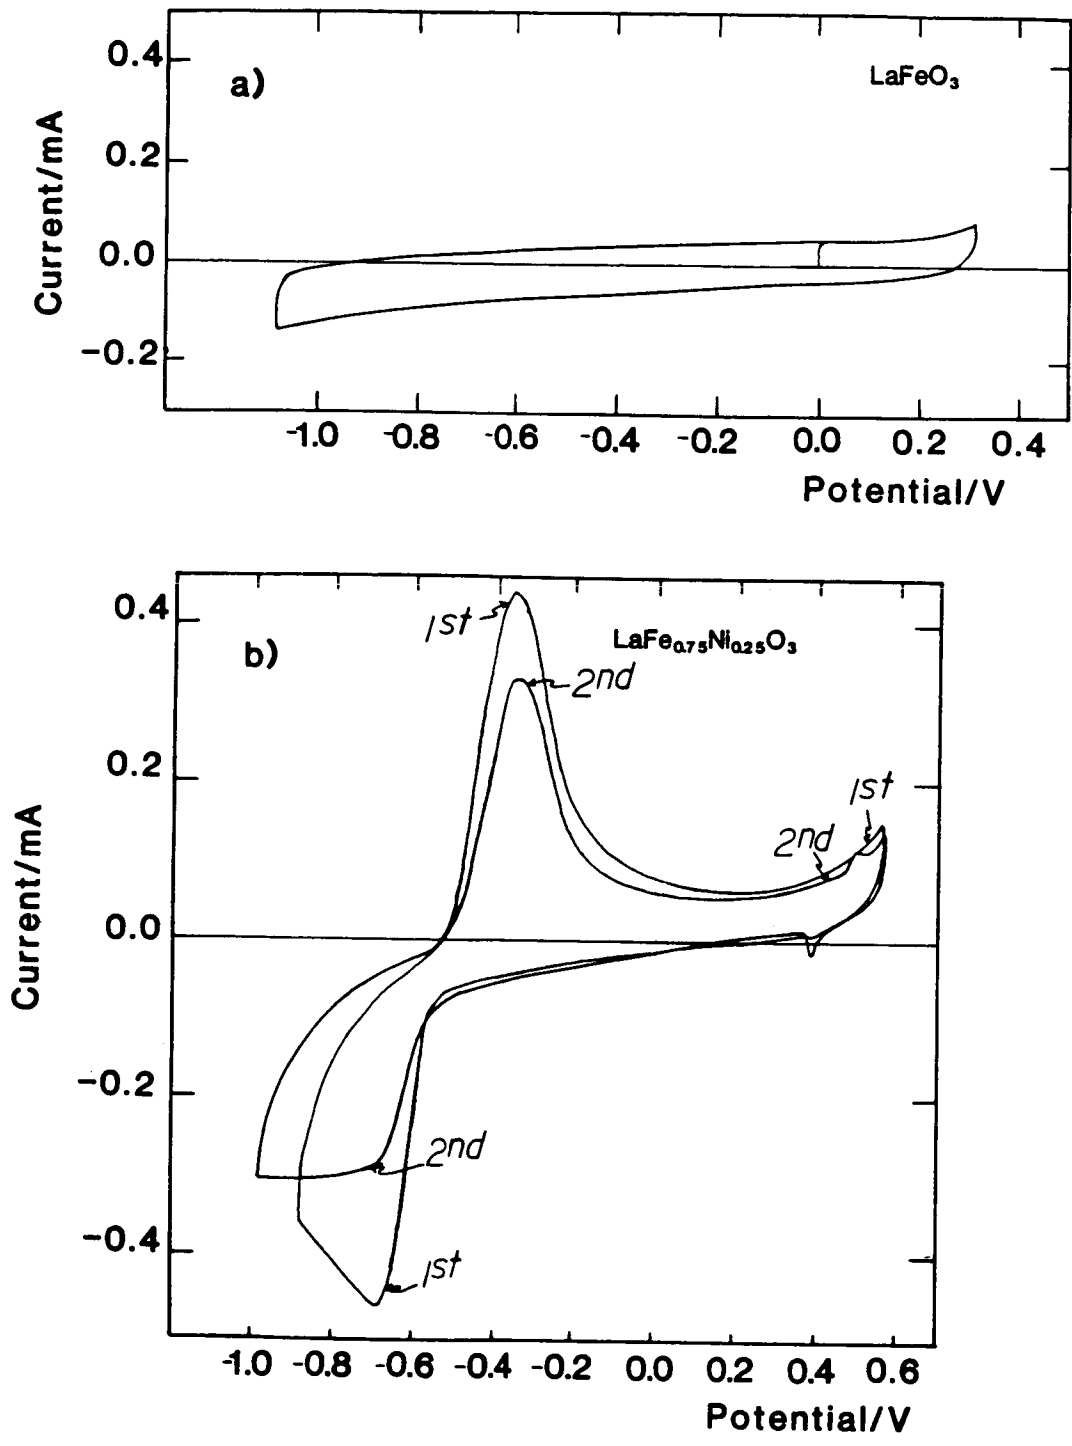 0.4
a)
LaFeO₃
0.2
Current/mA
0.0
-0.2
-1.0 -0.8 -0.6 -0.4 -0.2 0.0 0.2 0.4
Potential/V
0.4
1st
b)
LaFe₀.₇₅Ni₀.₂₅O₃
2nd
0.2
1st
2nd
Current/mA
0.0
-0.2
2nd
-0.4
1st
-1.0 -0.8 -0.6 -0.4 -0.2 0.0 0.2 0.4 0.6
Potential/V